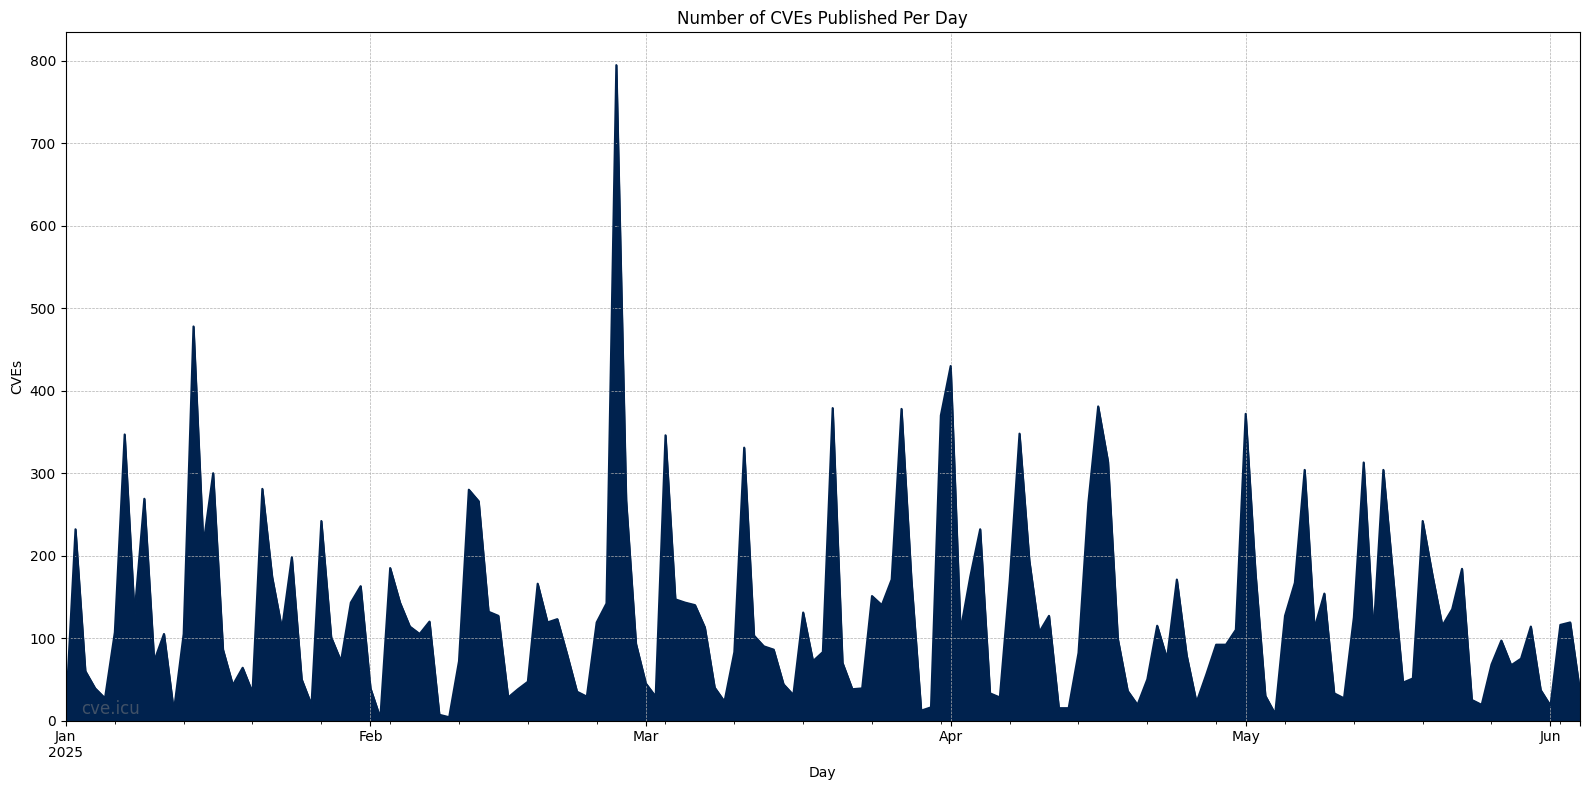 Number of CVEs Published Per Day
800
700
600
500
400
300
200
100
0
CVEs
cve.icu
Jan
2025
Feb
Mar
Apr
May
Jun
Day